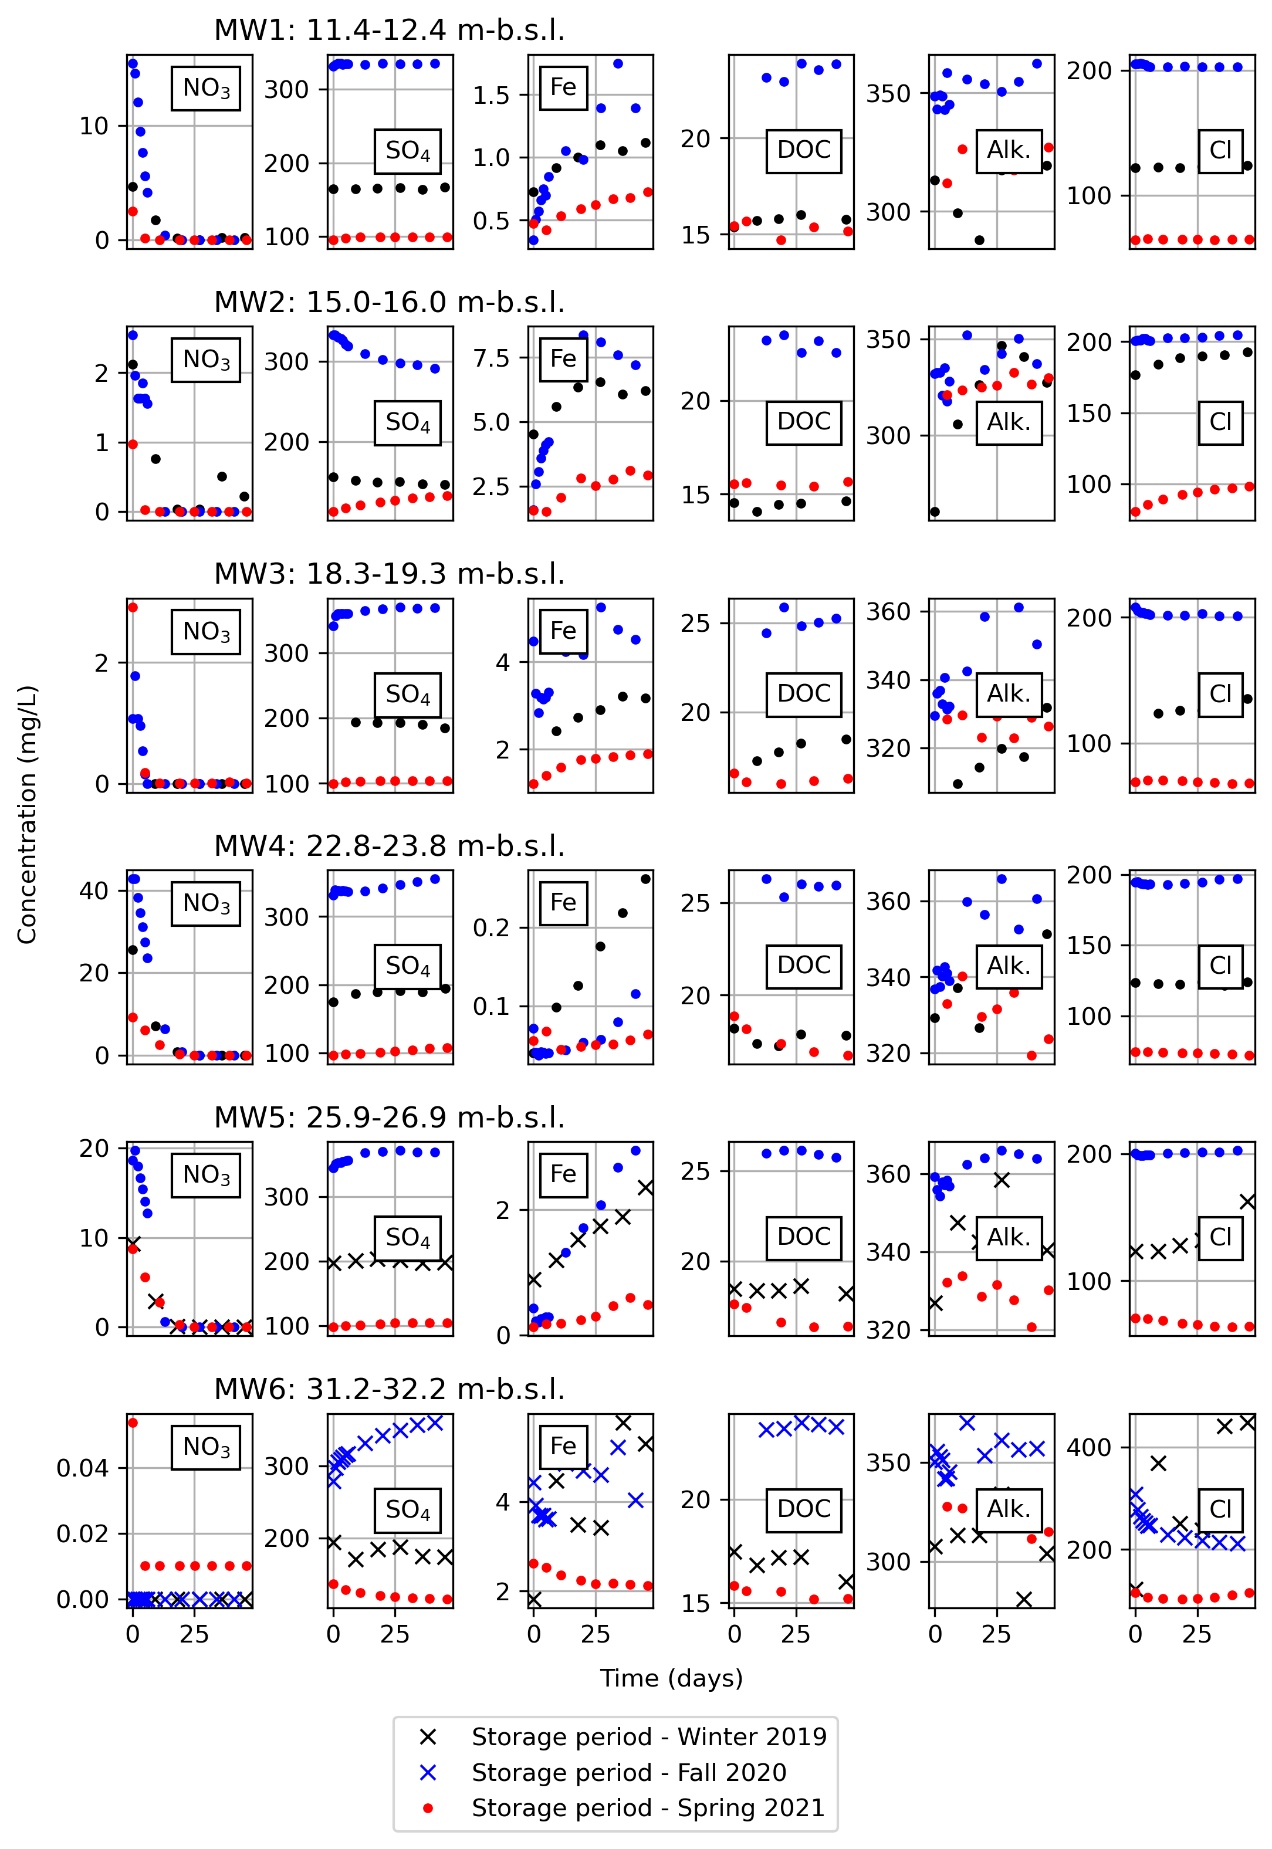 MW1: 11.4-12.4 m-b.s.l.
NO3 SO4 Fe DOC Alk. Cl
10 0
300 200 100
1.5 1.0 0.5
20 15
350 300
200 100
MW2: 15.0-16.0 m-b.s.l.
NO3 SO4 Fe DOC Alk. Cl
2 1 0
300 200
7.5 5.0 2.5
20 15
350 300
200 150 100
MW3: 18.3-19.3 m-b.s.l.
NO3 SO4 Fe DOC Alk. Cl
2 0
300 200 100
4 2
25 20
360 340 320
200 100
Concentration (mg/L)
MW4: 22.8-23.8 m-b.s.l.
NO3 SO4 Fe DOC Alk. Cl
40 20 0
300 200 100
0.2 0.1
25 20
360 340 320
200 150 100
MW5: 25.9-26.9 m-b.s.l.
NO3 SO4 Fe DOC Alk. Cl
20 10 0
300 200 100
2 0
25 20
360 340 320
200 100
MW6: 31.2-32.2 m-b.s.l.
NO3 SO4 Fe DOC Alk. Cl
0.04 0.02 0.00
300 200
4 2
20 15
350 300
400 200
0 25 0 25 0 25 0 25 0 25 0 25
Time (days)
Storage period - Winter 2019
Storage period - Fall 2020
Storage period - Spring 2021